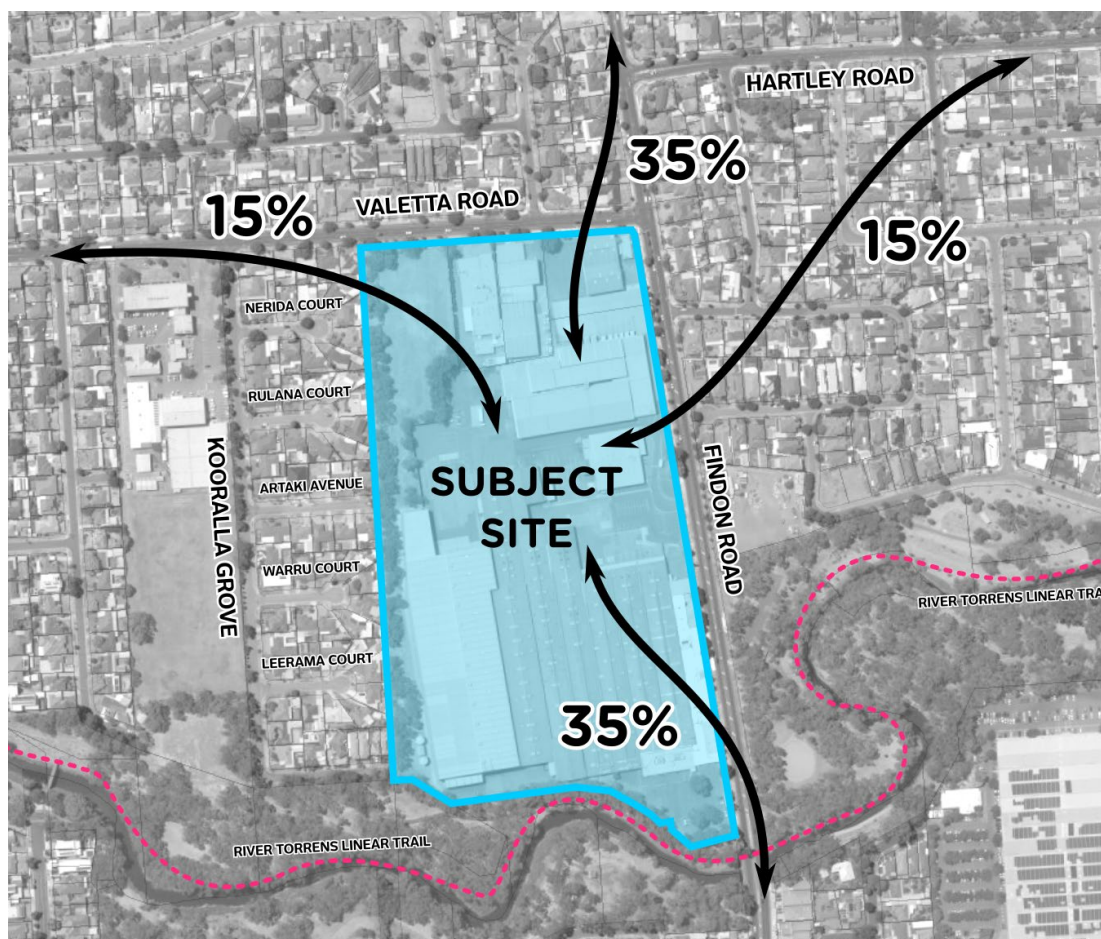 HARTLEY ROAD
35%
15%
VALETTA ROAD
15%
NERIDA COURT
RULANA COURT
KOORALLA GROVE
SUBJECT
SITE
ARTAKI AVENUE
FINDON ROAD
WARRU COURT
RIVER TORRENS LINEAR TRA
LEERAMA COURT
35%
RIVER TORRENS LINEAR TRAIL